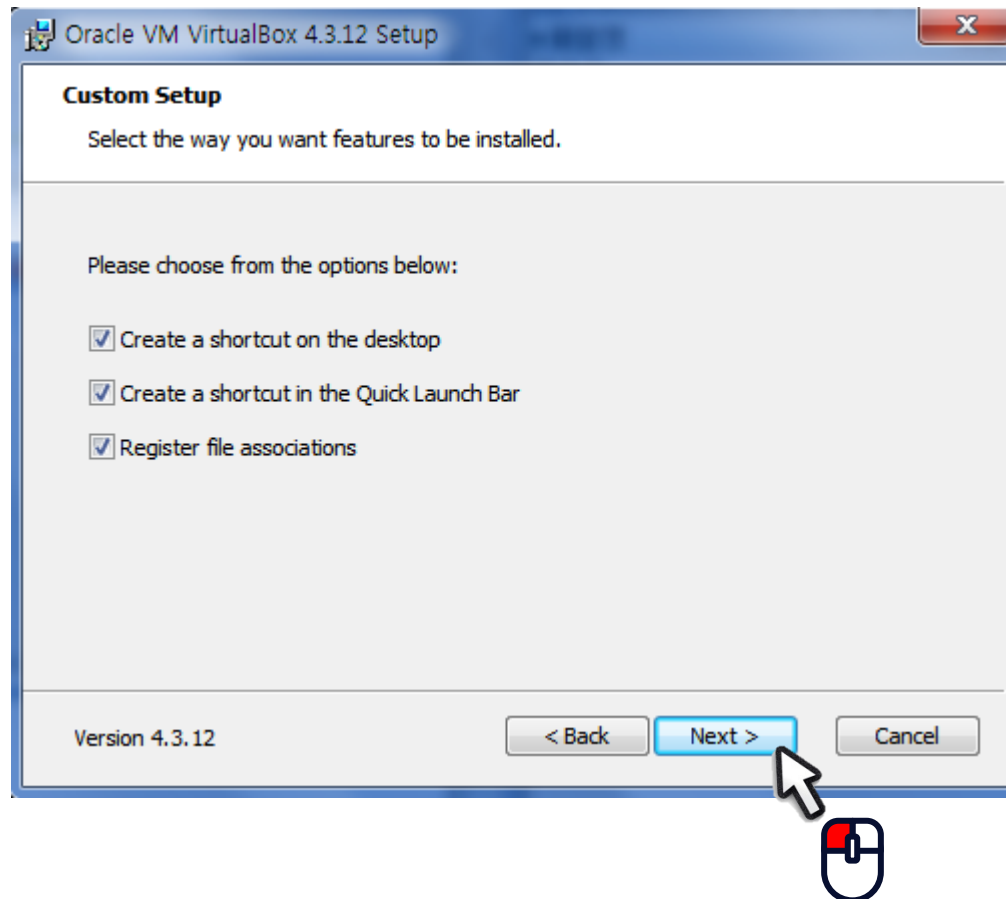 Oracle VM VirtualBox 4.3.12 Setup
Custom Setup
Select the way you want features to be installed.
Please choose from the options below:
Create a shortcut on the desktop
Create a shortcut in the Quick Launch Bar
Register file associations
Version 4.3.12
< Back
Next >
Cancel